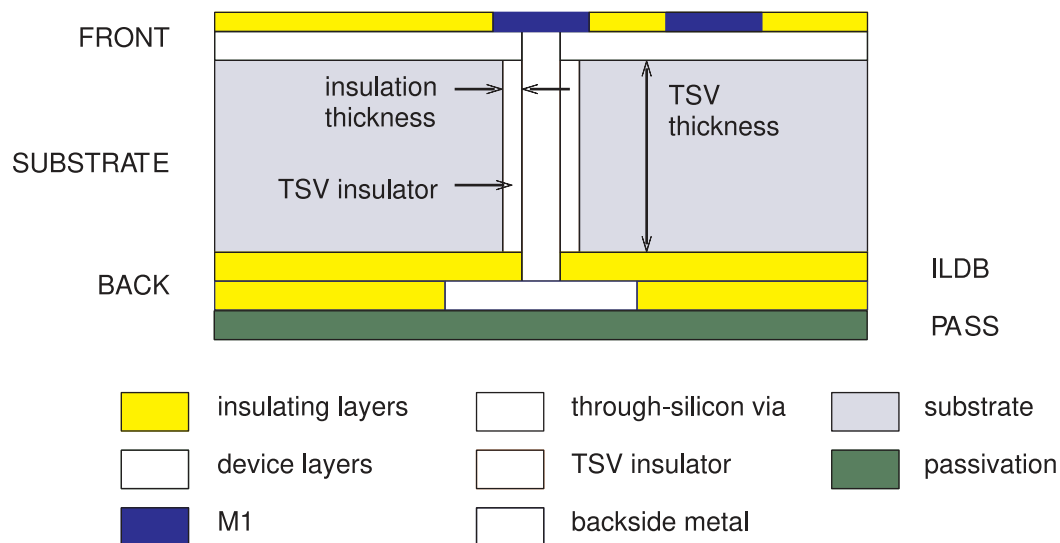 FRONT
insulation
thickness
TSV
thickness
SUBSTRATE
TSV insulator
BACK
ILDB
PASS
insulating layers
through-silicon via
substrate
device layers
TSV insulator
passivation
M1
backside metal